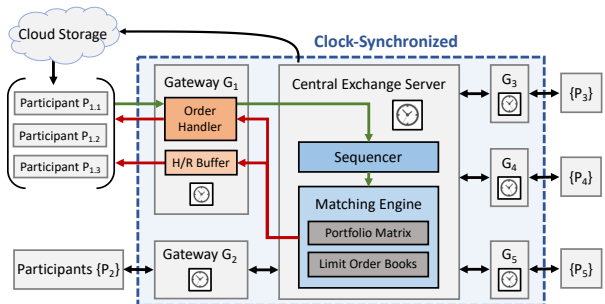 Cloud Storage
Clock-Synchronized
Participant P1.1
Participant P1.2
Participant P1.3
Gateway G1
Order
Handler
H/R Buffer
Central Exchange Server
Sequencer
Matching Engine
Portfolio Matrix
Limit Order Books
G3
{P3}
G4
{P4}
Participants {P2}
Gateway G2
G5
{P5}